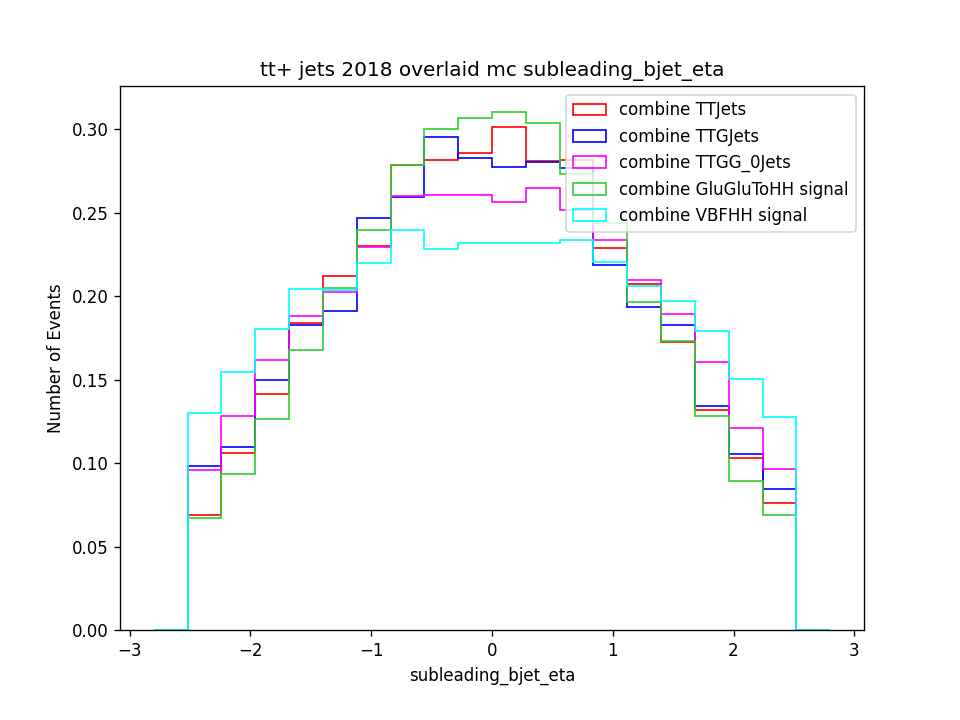 tt+ jets 2018 overlaid mc subleading_bjet_eta
combine TTJets
combine TTGJets
combine TTGG_0Jets
combine GluGluToHH signal
combine VBFHH signal
Number of Events
0.30
0.25
0.20
0.15
0.10
0.05
0.00
−3
−2
−1
0
1
2
3
subleading_bjet_eta